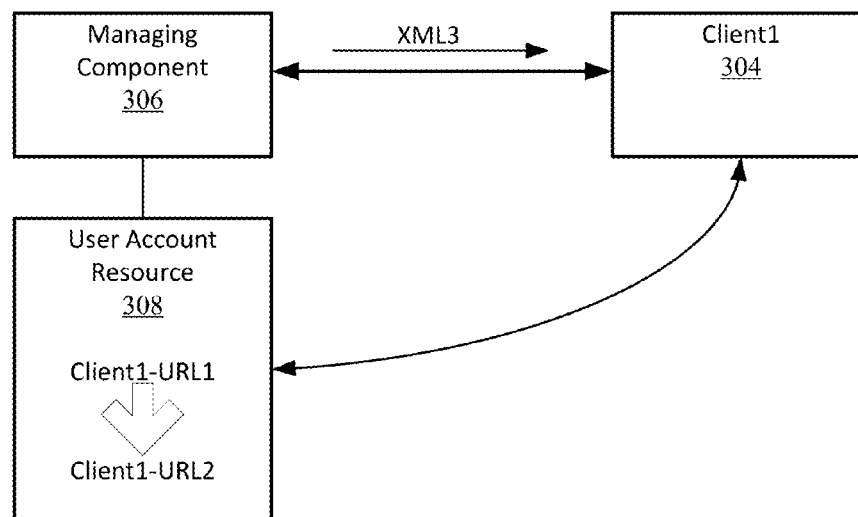 Managing
Component
306
XML3
Client1
304
User Account
Resource
308
Client1-URL1
Client1-URL2